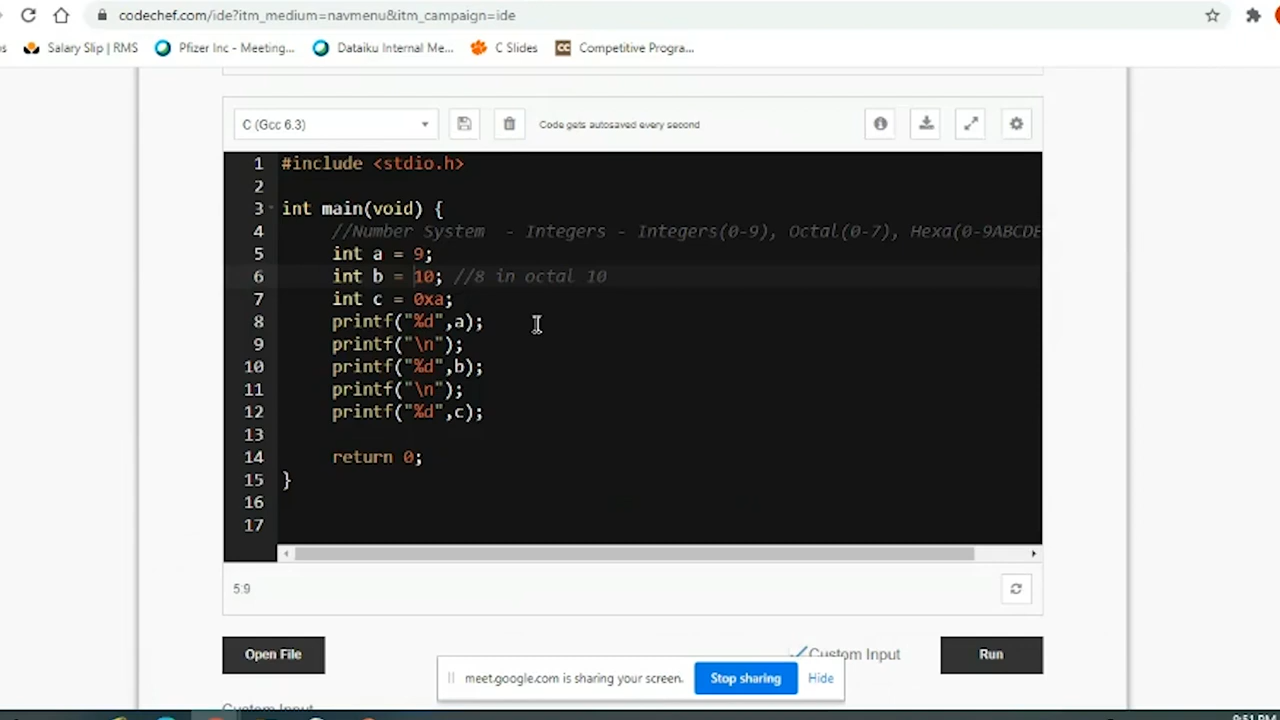 codechef.com/ide?itm_medium=navmenu&itm_campaign=ide
Salary Slip | RMS Pfizer Inc - Meeting... Dataiku Internal Me... C Slides CC Competitive Progra...
C (Gcc 6.3) Code gets autosaved every second
1 #include <stdio.h>
2
3 int main(void) {
4 //Number System - Integers - Integers(0-9), Octal(0-7), Hexa(0-9ABCDE
5 int a = 9;
6 int b = 10; //8 in octal 10
7 int c = 0xa;
8 printf("%d",a);
9 printf("\n");
10 printf("%d",b);
11 printf("\n");
12 printf("%d",c);
13
14 return 0;
15 }
16
17
5:9
Open File Custom Input Run
meet.google.com is sharing your screen. Stop sharing Hide
Custom Input
9:51 PM